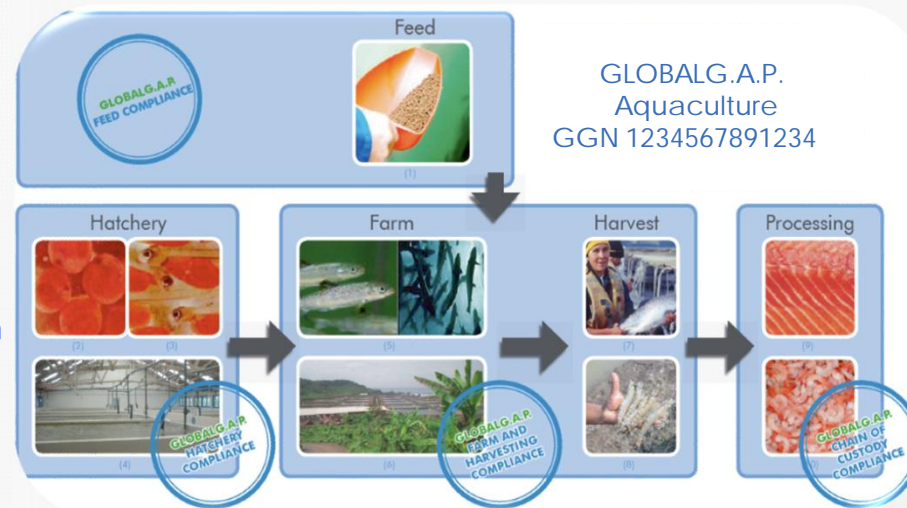 Feed
GLOBALG.A.P.
FEED COMPLIANCE
(1)
GLOBALG.A.P.
Aquaculture
GGN 1234567891234
Hatchery
Farm
Harvest
Processing
(2)
(3)
(5)
(7)
(9)
(4)
(6)
(8)
GLOBALG.A.P.
HATCHERY
COMPLIANCE
GLOBALG.A.P.
FARM AND
HARVESTING
COMPLIANCE
GLOBALG.A.P.
CHAIN OF
CUSTODY
COMPLIANCE